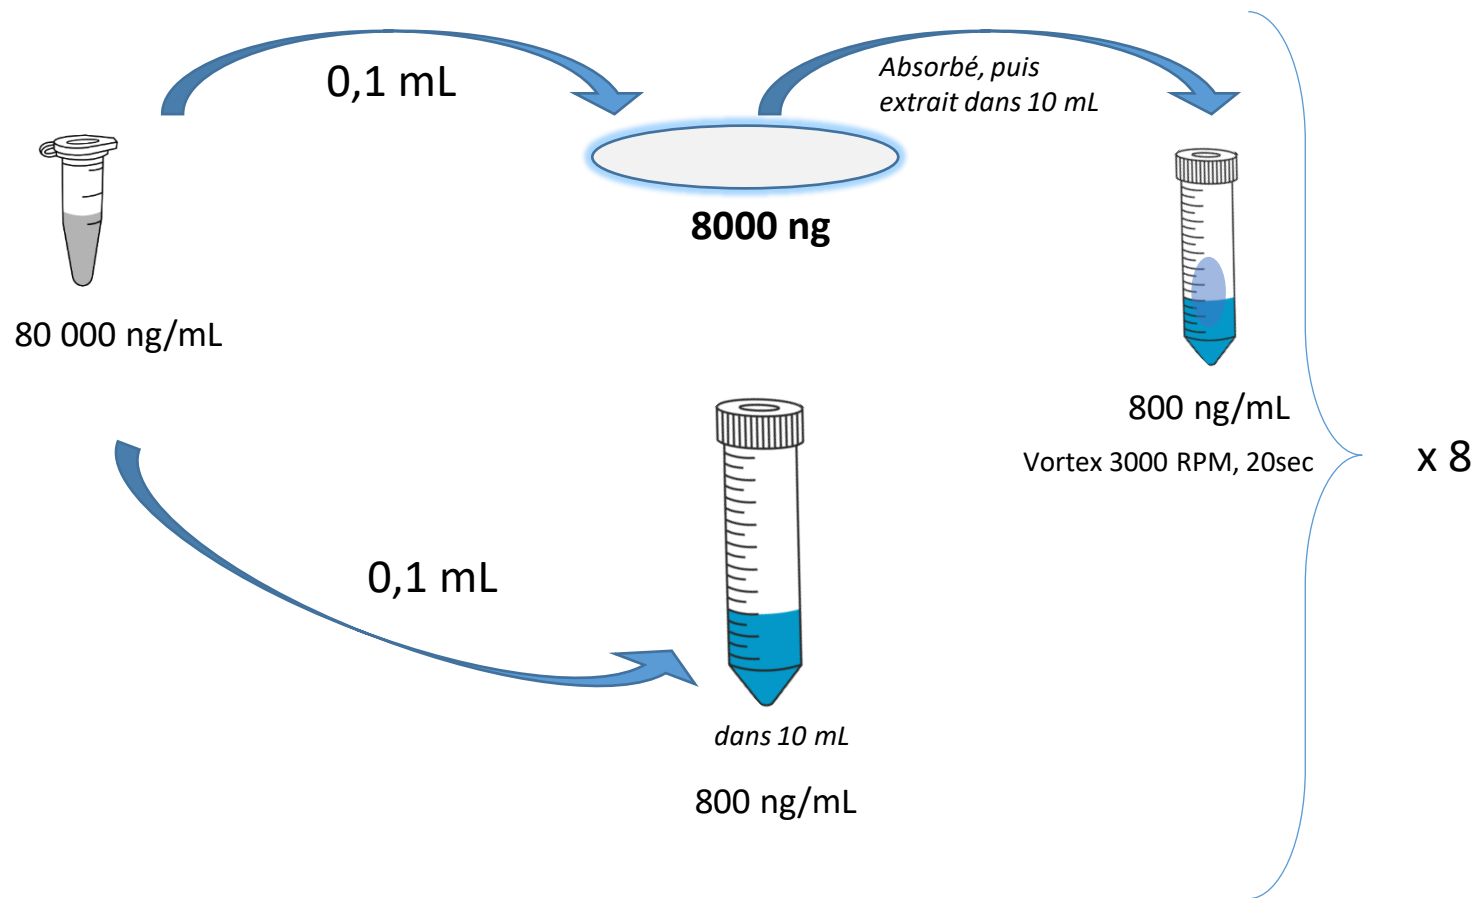 0,1 mL
Absorbé, puis
extrait dans 10 mL
8000 ng
80 000 ng/mL
800 ng/mL
Vortex 3000 RPM, 20sec
x 8
0,1 mL
dans 10 mL
800 ng/mL